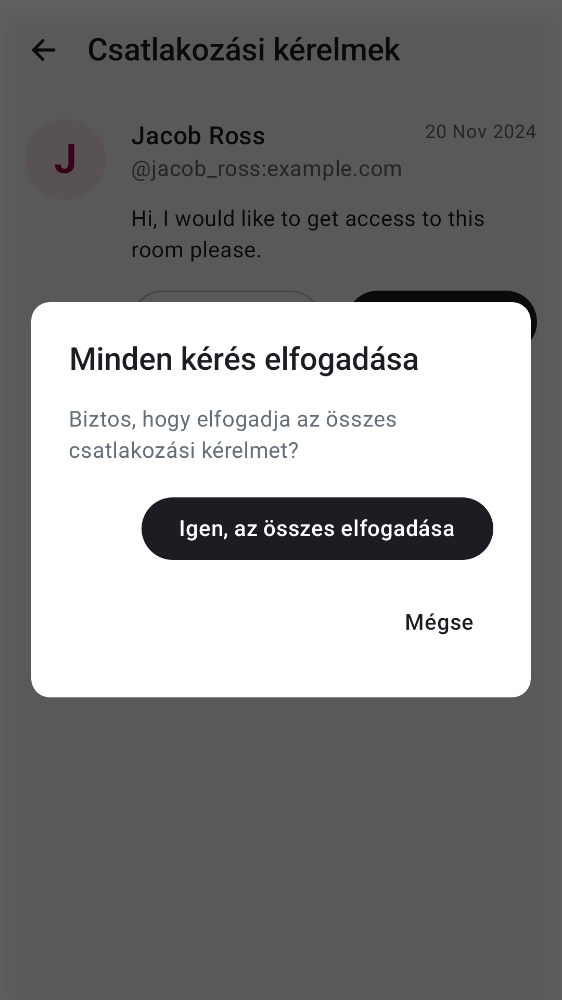 Csatlakozási kérelmek
J
Jacob Ross
20 Nov 2024
@jacob_ross:example.com
Hi, I would like to get access to this
room please.
Minden kérés elfogadása
Biztos, hogy elfogadja az összes
csatlakozási kérelmet?
Igen, az összes elfogadása
Mégse